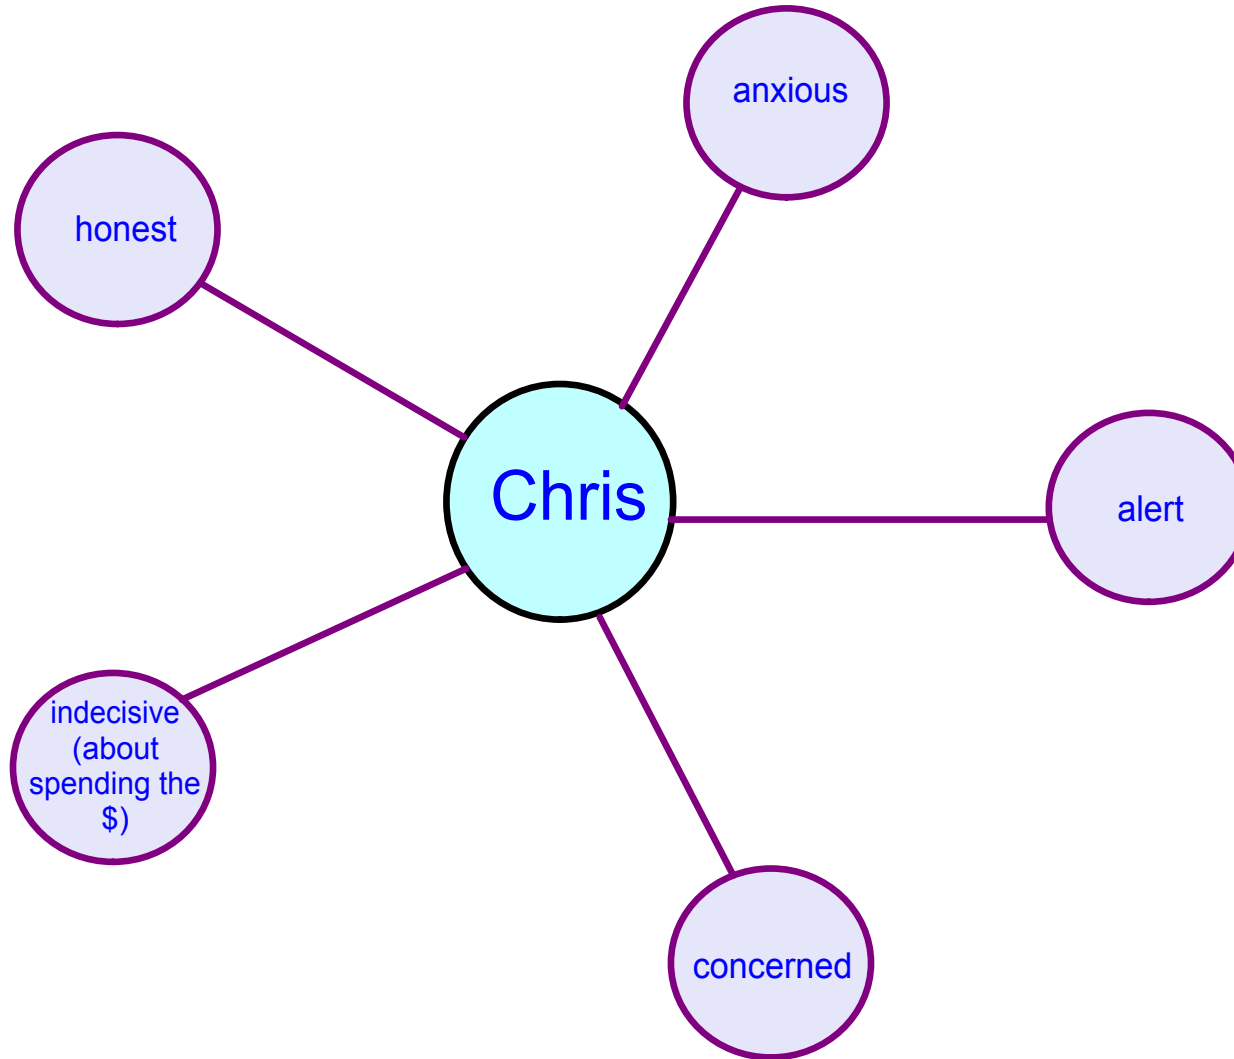 anxious
honest
Chris
alert
indecisive
(about
spending the
$)
concerned